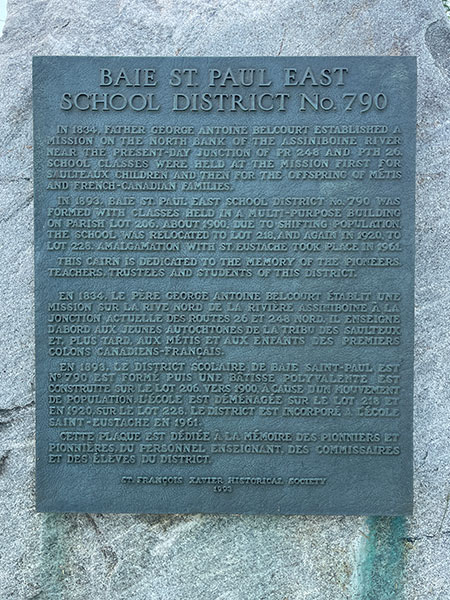 BAIE ST. PAUL EAST
SCHOOL DISTRICT No. 790
IN 1834, FATHER GEORGE ANTOINE BELCOURT ESTABLISHED A
MISSION ON THE NORTH BANK OF THE ASSINIBOINE RIVER
NEAR THE PRESENT-DAY JUNCTION OF PR 248 AND PTH 26.
SCHOOL CLASSES WERE HELD AT THE MISSION FIRST FOR
SAULTEAUX CHILDREN AND THEN FOR THE OFFSPRING OF MÉTIS
AND FRENCH-CANADIAN FAMILIES.
IN 1893, BAIE ST PAUL EAST SCHOOL DISTRICT No. 790 WAS
FORMED WITH CLASSES HELD IN A MULTI-PURPOSE BUILDING
ON PARISH LOT 206. ABOUT 1900, DUE TO SHIFTING POPULATION
THE SCHOOL WAS RELOCATED TO LOT 218, AND AGAIN IN 1920, TO
LOT 228. AMALGAMATION WITH ST. EUSTACHE TOOK PLACE IN 1961.
THIS CAIRN IS DEDICATED TO THE MEMORY OF THE PIONEERS,
TEACHERS, TRUSTEES AND STUDENTS OF THIS DISTRICT.
EN 1834, LE PÈRE GEORGE ANTOINE BELCOURT ÉTABLIT UNE
MISSION SUR LA RIVE NORD DE LA RIVIÈRE ASSINIBOINE À LA
JONCTION ACTUELLE DES ROUTES 26 ET 248 NORD. IL ENSEIGNE
D'ABORD AUX JEUNES AUTOCHTONES DE LA TRIBU DES SAULTEUX
ET, PLUS TARD, AUX MÉTIS ET AUX ENFANTS DES PREMIERS
COLONS CANADIENS-FRANÇAIS.
EN 1893, LE DISTRICT SCOLAIRE DE BAIE SAINT-PAUL EST
No 790 EST FORMÉ PUIS UNE BÂTISSE POLYVALENTE EST
CONSTRUITE SUR LE LOT 206. VERS 1900, À CAUSE D'UN MOUVEMENT
DE POPULATION, L'ÉCOLE EST DÉMÉNAGÉE SUR LE LOT 218, ET
EN 1920, SUR LE LOT 228. LE DISTRICT EST INCORPORÉ À L'ÉCOLE
SAINT-EUSTACHE EN 1961.
CETTE PLAQUE EST DÉDIÉE À LA MÉMOIRE DES PIONNIERS ET
PIONNIÈRES, DU PERSONNEL ENSEIGNANT, DES COMMISSAIRES
ET DES ÉLÈVES DU DISTRICT.
ST. FRANÇOIS XAVIER HISTORICAL SOCIETY